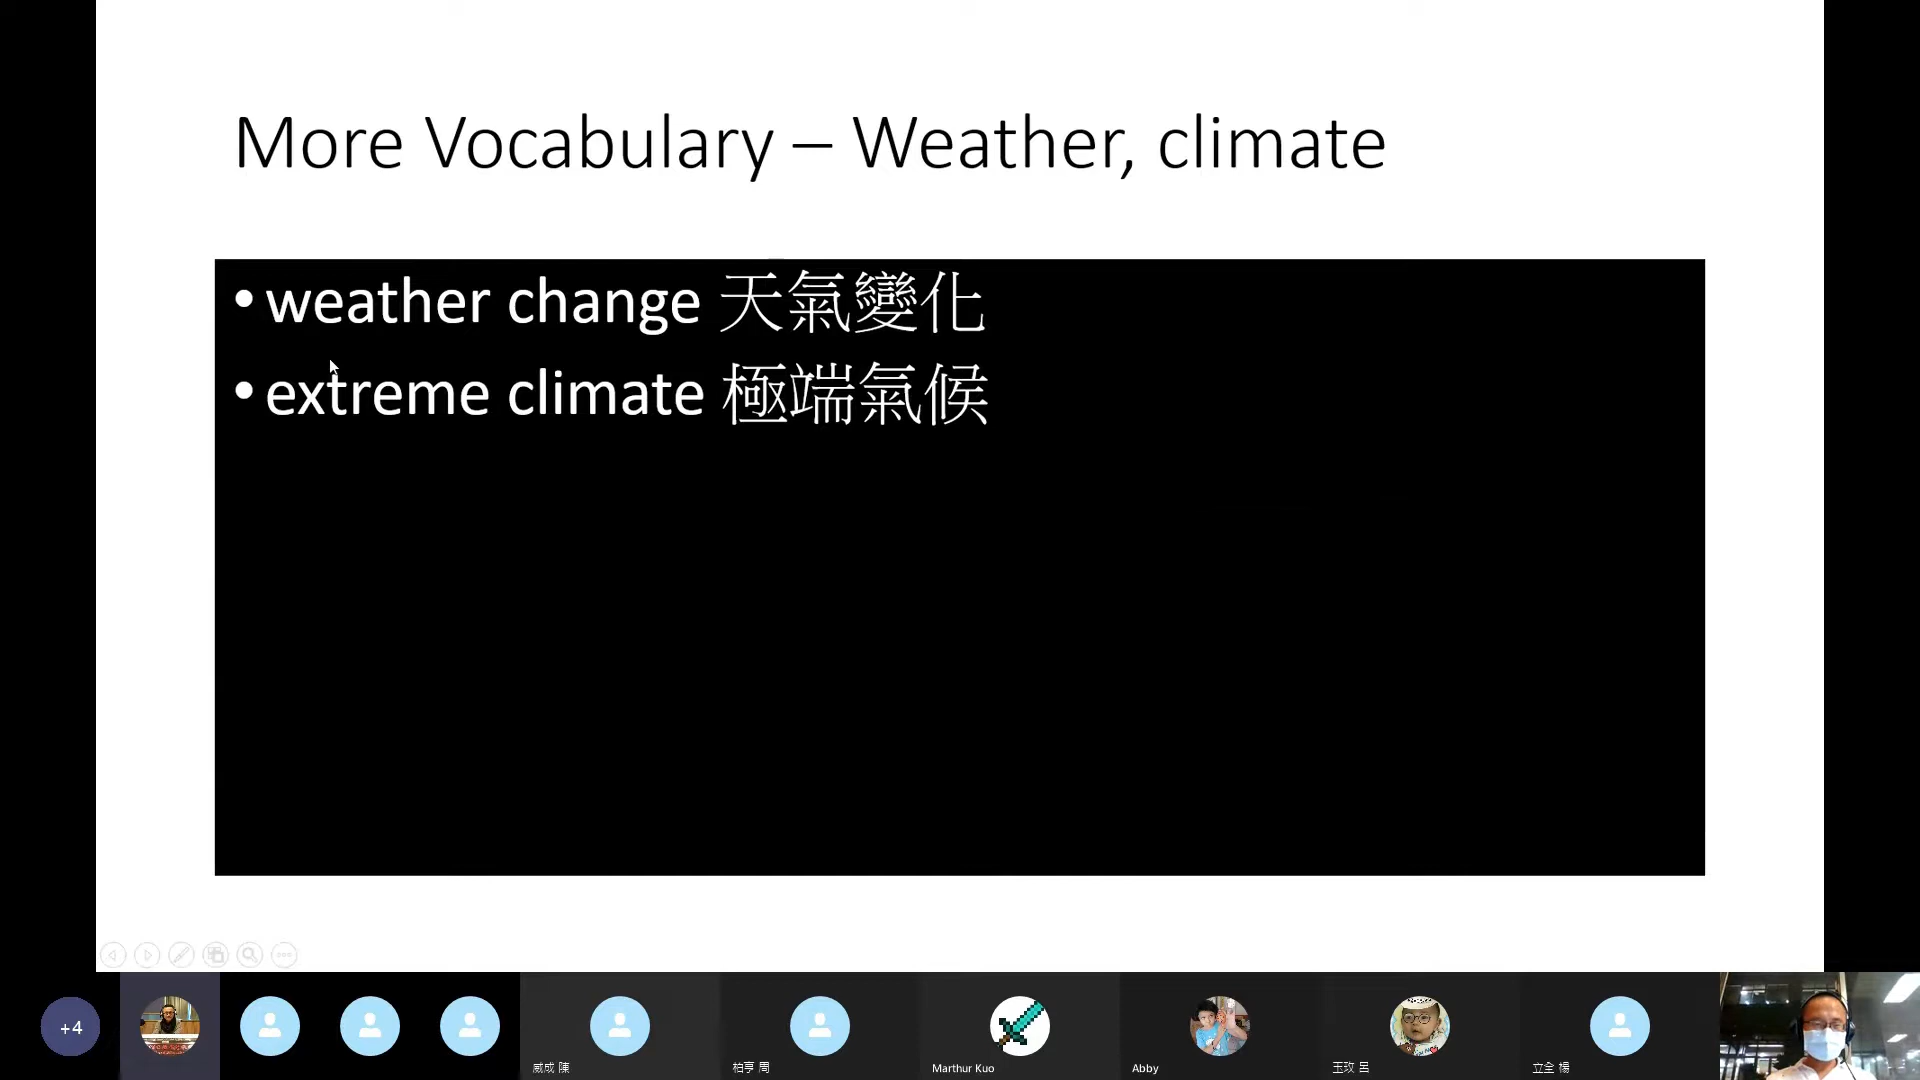 More Vocabulary – Weather, climate
• weather change 天氣變化
• extreme climate 極端氣候
+4
威成 陳
柏亨 周
Marthur Kuo
Abby
玉玫 呂
立全 楊